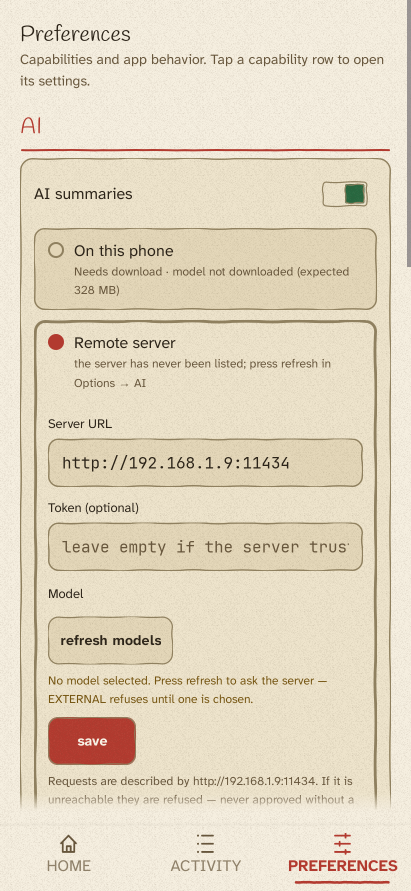 Preferences
Capabilities and app behavior. Tap a capability row to open
its settings.
AI
AI summaries
On this phone
Needs download · model not downloaded (expected
328 MB)
Remote server
the server has never been listed; press refresh in
Options → AI
Server URL
http://192.168.1.9:11434
Token (optional)
leave empty if the server trus
Model
refresh models
No model selected. Press refresh to ask the server —
EXTERNAL refuses until one is chosen.
save
Requests are described by http://192.168.1.9:11434. If it is
unreachable they are refused — never approved without a
HOME
ACTIVITY
PREFERENCES